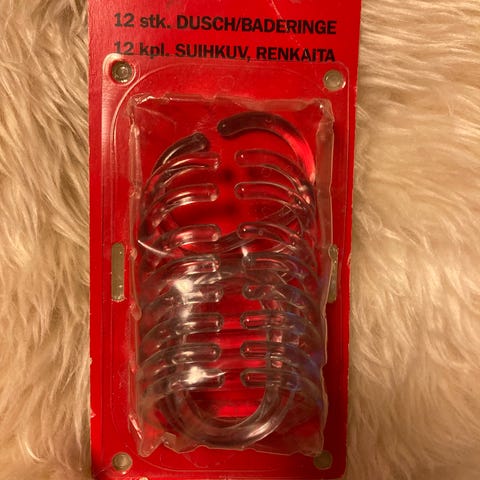 12 stk. DUSCH/BADERINGE
12 kpl. SUIHKUV, RENKAITA